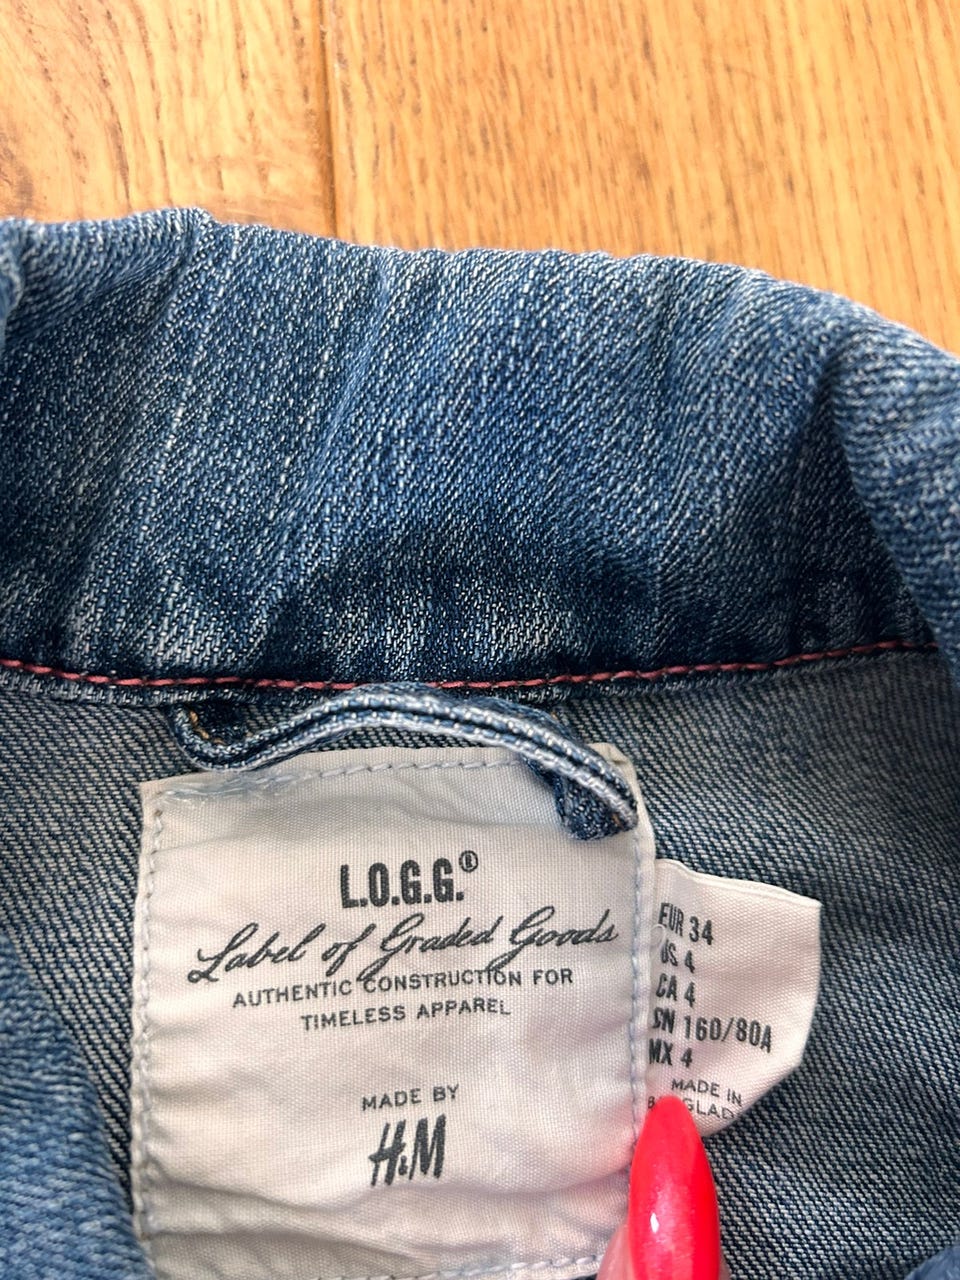 L.O.G.G.®
Label of Graded Goods
AUTHENTIC CONSTRUCTION FOR
TIMELESS APPAREL
MADE BY
H&M
EUR 34
US 4
CA 4
CN 160/80A
MX 4
MADE IN